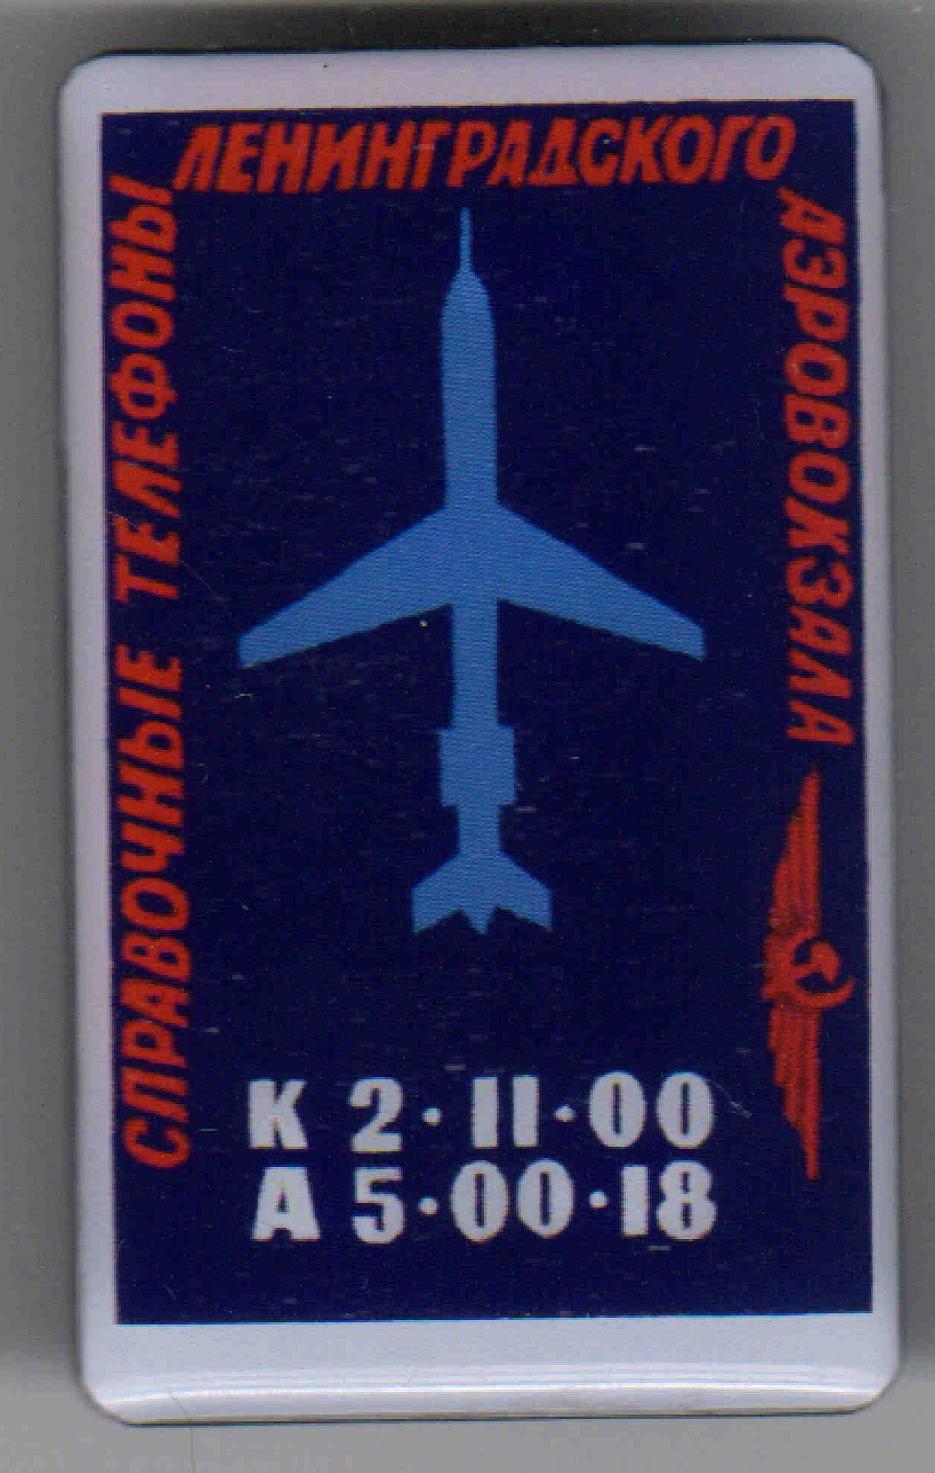 СПРАВОЧНЫЕ ТЕЛЕФОНЫ
ЛЕНИНГРАДСКОГО
АЭРОВОКЗАЛА
К 2·11·00
А 5·00·18